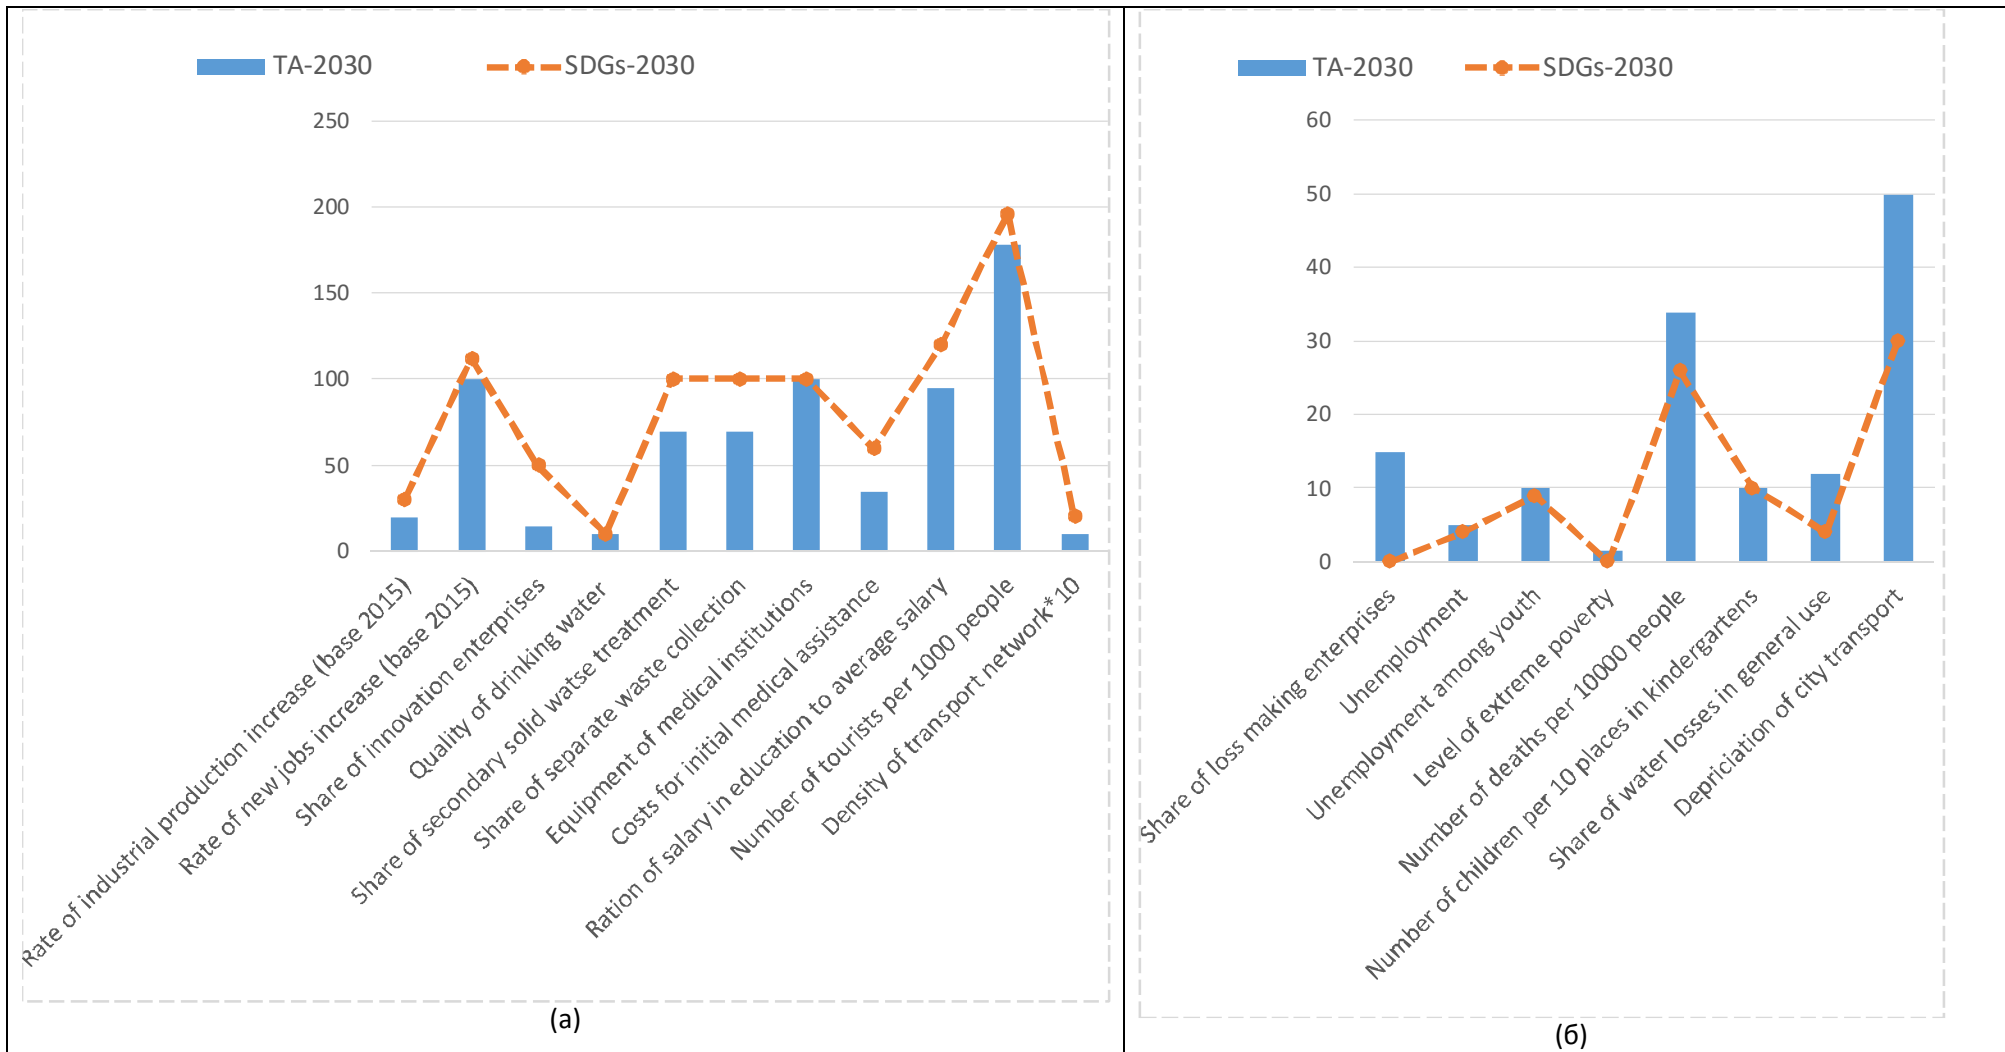 TA-2030
SDGs-2030
250
200
150
100
50
0
Rate of industrial production increase (base 2015)
Rate of new jobs increase (base 2015)
Share of innovation enterprises
Quality of drinking water
Share of secondary solid watse treatment
Share of separate waste collection
Equipment of medical institutions
Costs for initial medical assistance
Ration of salary in education to average salary
Number of tourists per 1000 people
Density of transport network*10
(а)
TA-2030
SDGs-2030
60
50
40
30
20
10
0
Share of loss making enterprises
Unemployment
Unemployment among youth
Level of extreme poverty
Number of deaths per 10000 people
Number of children per 10 places in kindergartens
Share of water losses in general use
Depriciation of city transport
(б)